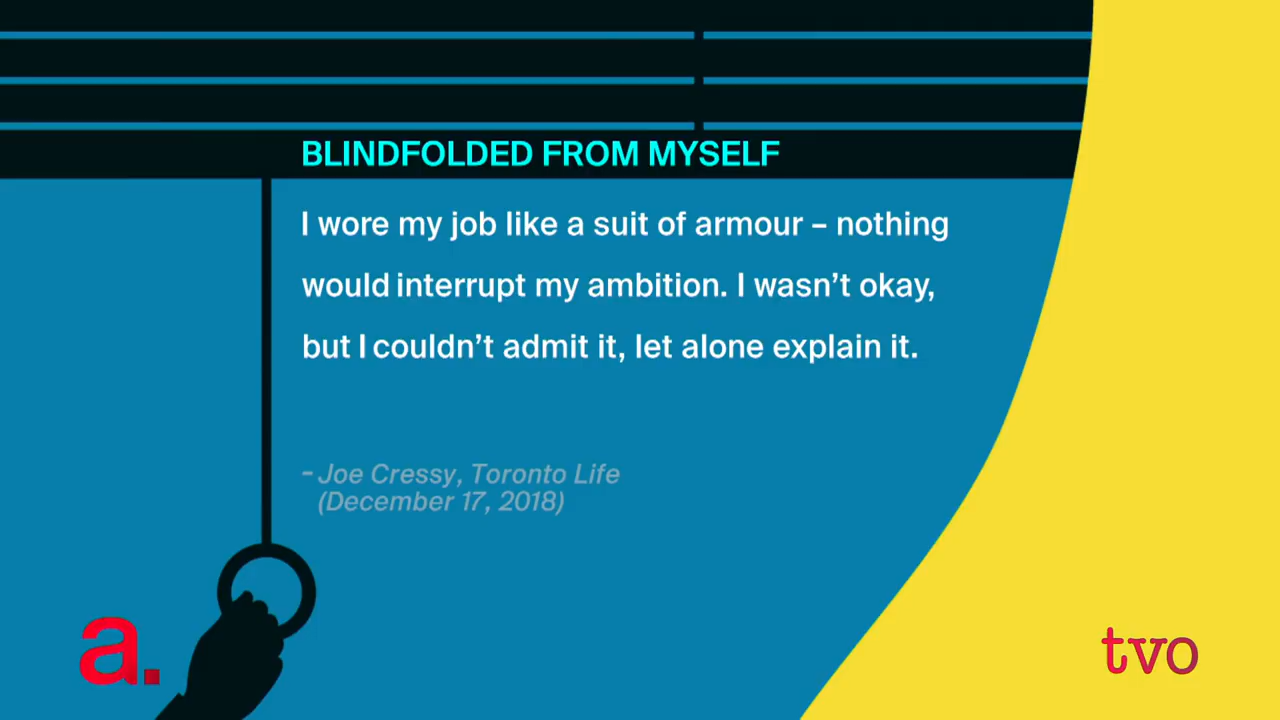 BLINDFOLDED FROM MYSELF
I wore my job like a suit of armour – nothing
would interrupt my ambition. I wasn’t okay,
but I couldn’t admit it, let alone explain it.
– Joe Cressy, Toronto Life
(December 17, 2018)
a.
tvo